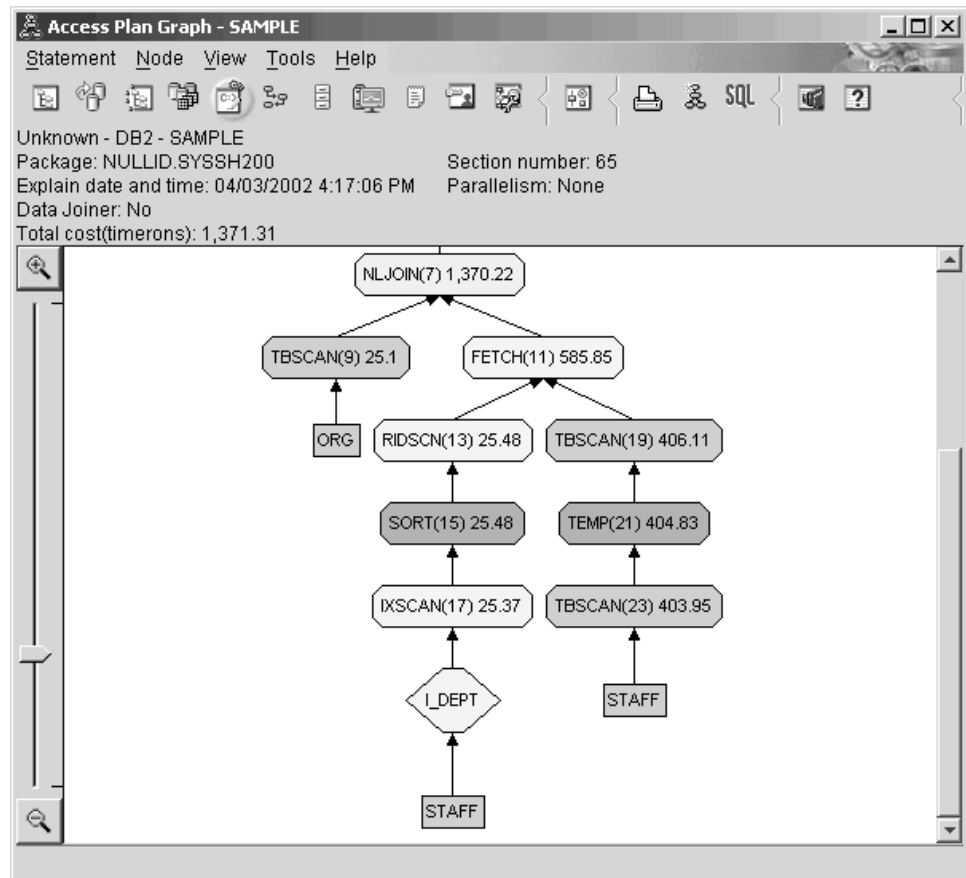 Access Plan Graph - SAMPLE
Statement Node View Tools Help
SQL ?
Unknown - DB2 - SAMPLE
Package: NULLID.SYSSH200 Section number: 65
Explain date and time: 04/03/2002 4:17:06 PM Parallelism: None
Data Joiner: No
Total cost(timerons): 1,371.31
NLJOIN(7) 1,370.22
TBSCAN(9) 25.1 FETCH(11) 585.85
ORG RIDSCN(13) 25.48 TBSCAN(19) 406.11
SORT(15) 25.48 TEMP(21) 404.83
IXSCAN(17) 25.37 TBSCAN(23) 403.95
I_DEPT STAFF
STAFF